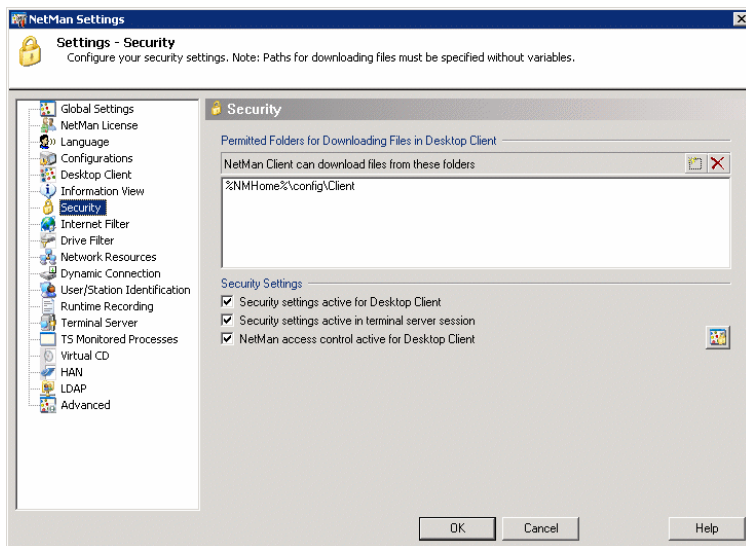 NetMan Settings
Settings - Security
Configure your security settings. Note: Paths for downloading files must be specified without variables.
Global Settings
NetMan License
Language
Configurations
Desktop Client
Information View
Security
Internet Filter
Drive Filter
Network Resources
Dynamic Connection
User/Station Identification
Runtime Recording
Terminal Server
TS Monitored Processes
Virtual CD
HAN
LDAP
Advanced
Security
Permitted Folders for Downloading Files in Desktop Client
NetMan Client can download files from these folders
%NMHome%\config\Client
Security Settings
Security settings active for Desktop Client
Security settings active in terminal server session
NetMan access control active for Desktop Client
OK
Cancel
Help